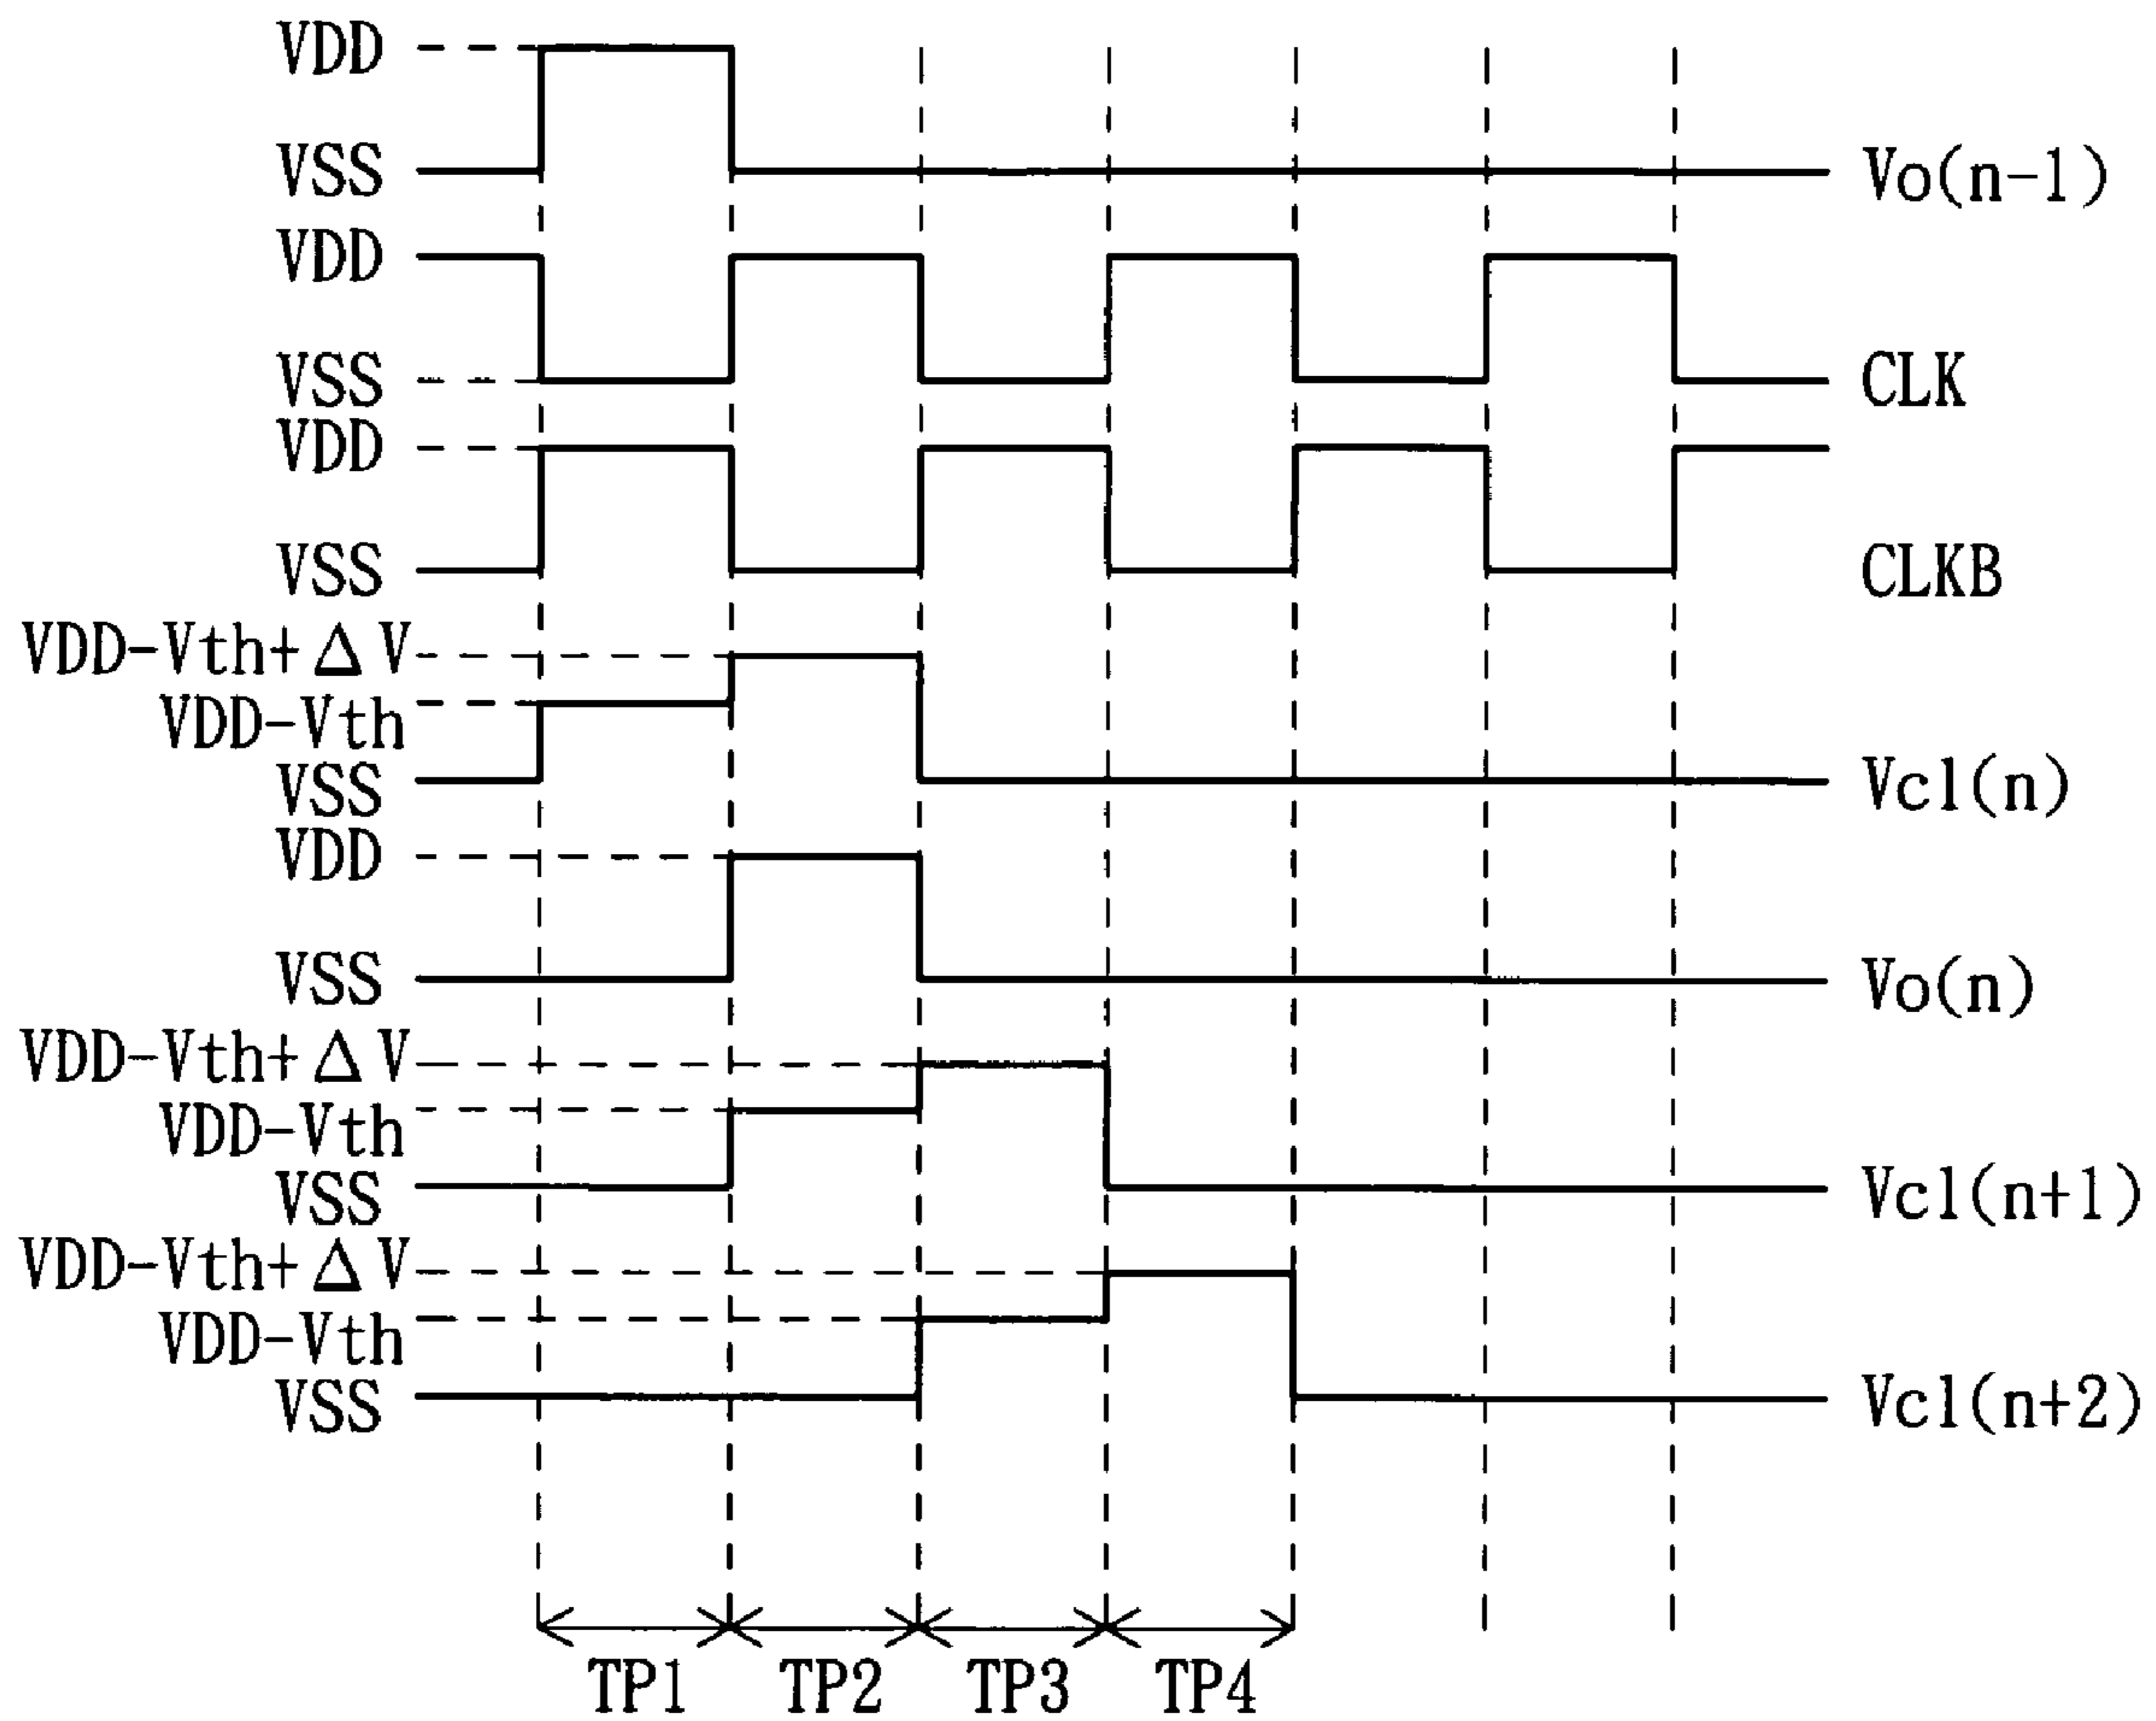 VDD
VSS Vo(n-1)
VDD
VSS CLK
VDD
VSS CLKB
VDD-Vth+ΔV
VDD-Vth
VSS Vcl(n)
VDD
VSS Vo(n)
VDD-Vth+ΔV
VDD-Vth
VSS Vcl(n+1)
VDD-Vth+ΔV
VDD-Vth
VSS Vcl(n+2)
TP1 TP2 TP3 TP4